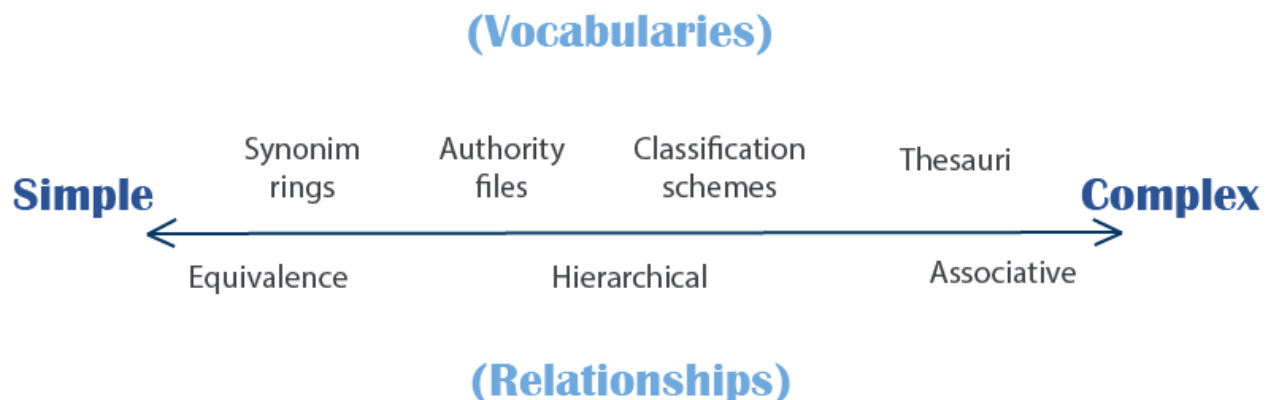 (Vocabularies)
Synonim
rings
Authority
files
Classification
schemes
Thesauri
Simple
Complex
Equivalence
Hierarchical
Associative
(Relationships)